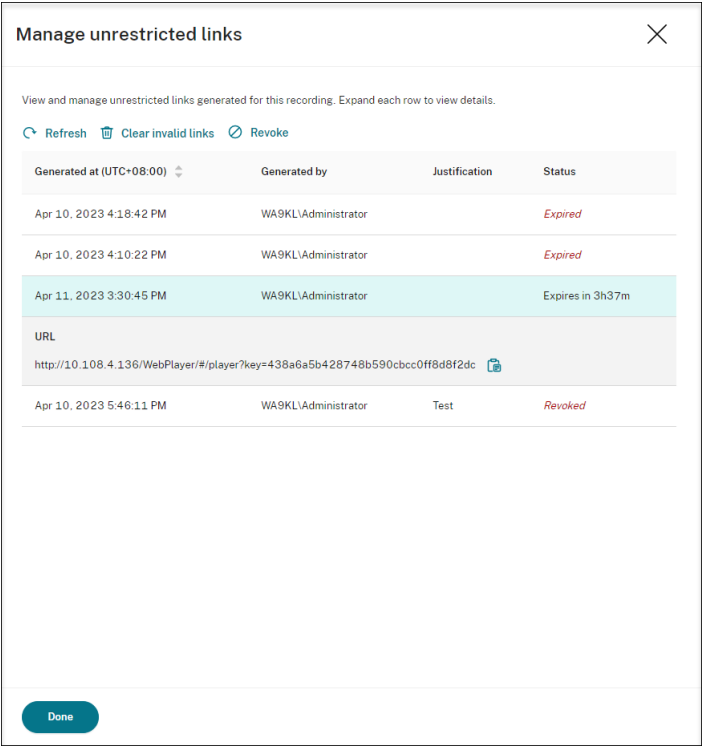 Manage unrestricted links
View and manage unrestricted links generated for this recording. Expand each row to view details.
Refresh Clear invalid links Revoke
Generated at (UTC+08:00) Generated by Justification Status
Apr 10, 2023 4:18:42 PM WA9KL\Administrator Expired
Apr 10, 2023 4:10:22 PM WA9KL\Administrator Expired
Apr 11, 2023 3:30:45 PM WA9KL\Administrator Expires in 3h37m
URL
http://10.108.4.136/WebPlayer/#/player?key=438a6a5b428748b590cbcc0ff8d8f2dc
Apr 10, 2023 5:46:11 PM WA9KL\Administrator Test Revoked
Done